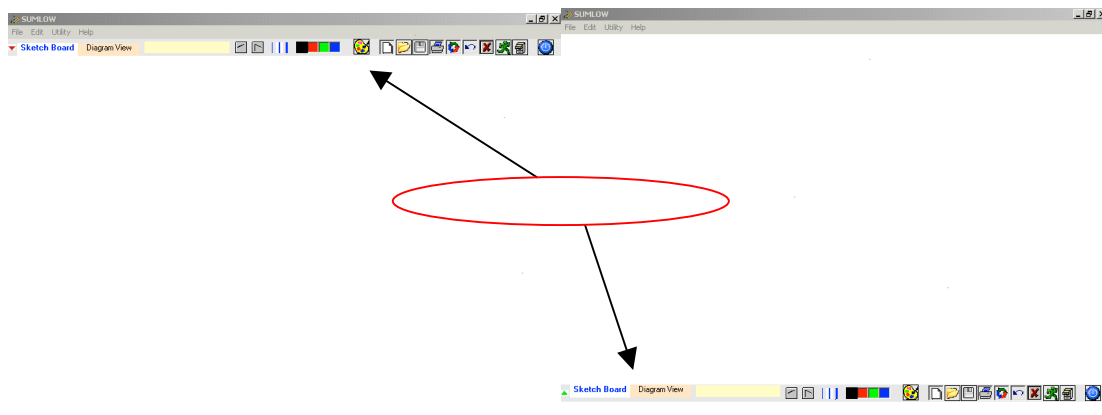 SUMLOW
File Edit Utility Help
Sketch Board Diagram View
SUMLOW
File Edit Utility Help
Sketch Board Diagram View